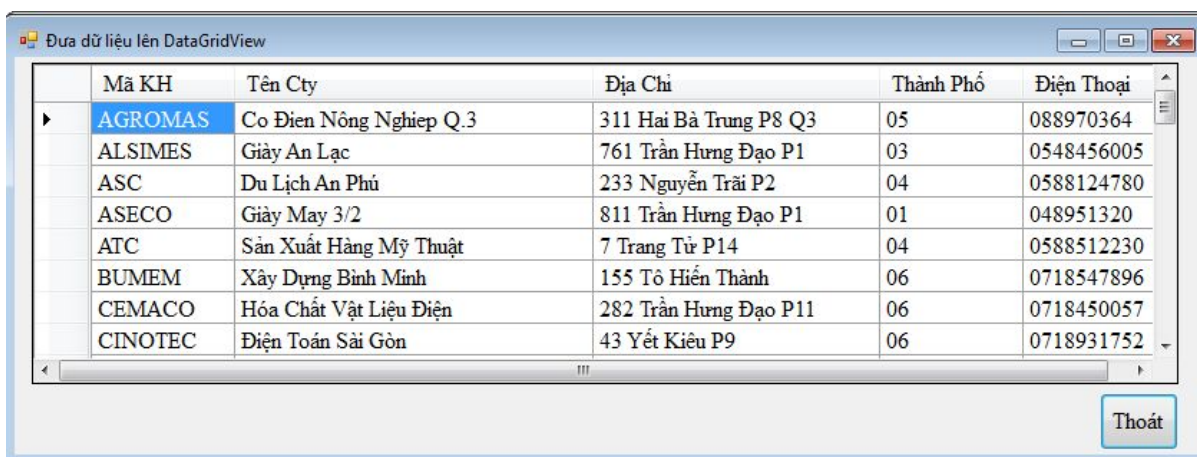 Đưa dữ liệu lên DataGridView
Mã KH Tên Cty Địa Chỉ Thành Phố Điện Thoại
AGROMAS Co Đien Nông Nghiep Q.3 311 Hai Bà Trung P8 Q3 05 088970364
ALSIMES Giày An Lạc 761 Trần Hưng Đạo P1 03 0548456005
ASC Du Lịch An Phú 233 Nguyễn Trãi P2 04 0588124780
ASECO Giày May 3/2 811 Trần Hưng Đạo P1 01 048951320
ATC Sản Xuất Hàng Mỹ Thuật 7 Trang Tử P14 04 0588512230
BUMEM Xây Dựng Bình Minh 155 Tô Hiến Thành 06 0718547896
CEMACO Hóa Chất Vật Liệu Điện 282 Trần Hưng Đạo P11 06 0718450057
CINOTEC Điện Toán Sài Gòn 43 Yết Kiêu P9 06 0718931752
Thoát